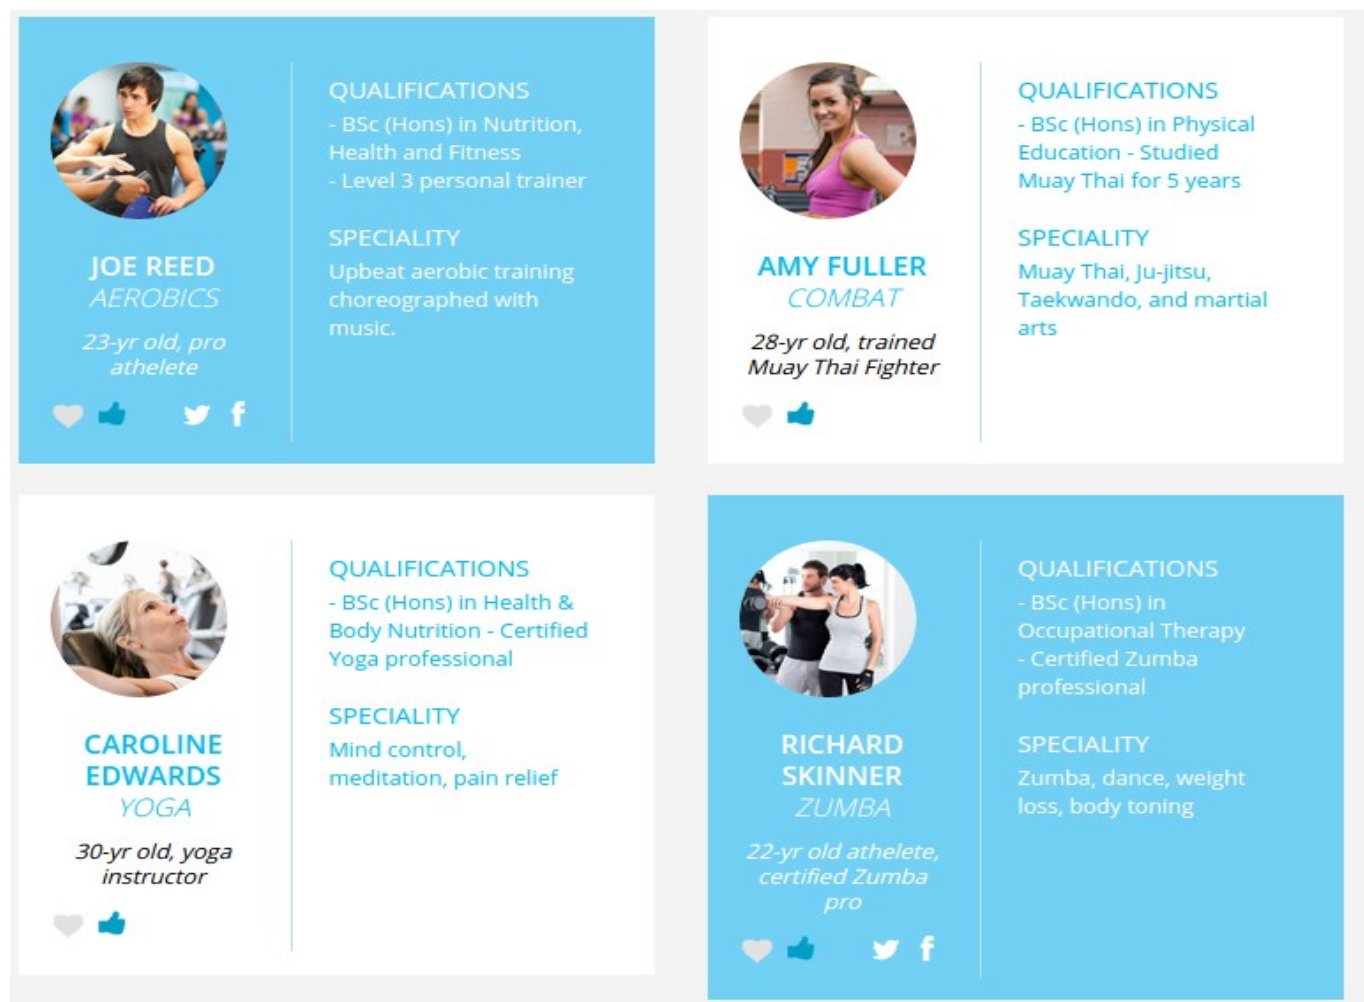 JOE REED
AEROBICS
23-yr old, pro
athelete
QUALIFICATIONS
- BSc (Hons) in Nutrition,
Health and Fitness
- Level 3 personal trainer
SPECIALITY
Upbeat aerobic training
choreographed with
music.
AMY FULLER
COMBAT
28-yr old, trained
Muay Thai Fighter
QUALIFICATIONS
- BSc (Hons) in Physical
Education - Studied
Muay Thai for 5 years
SPECIALITY
Muay Thai, Ju-jitsu,
Taekwando, and martial
arts
CAROLINE
EDWARDS
YOGA
30-yr old, yoga
instructor
QUALIFICATIONS
- BSc (Hons) in Health &
Body Nutrition - Certified
Yoga professional
SPECIALITY
Mind control,
meditation, pain relief
RICHARD
SKINNER
ZUMBA
22-yr old athelete,
certified Zumba
pro
QUALIFICATIONS
- BSc (Hons) in
Occupational Therapy
- Certified Zumba
professional
SPECIALITY
Zumba, dance, weight
loss, body toning